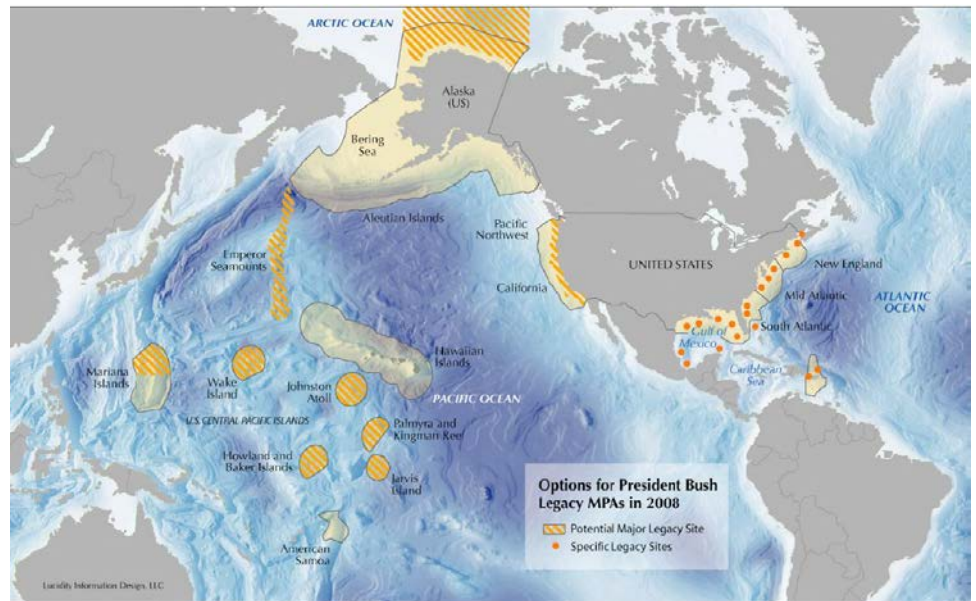 ARCTIC OCEAN
Alaska
(US)
Bering
Sea
Aleutian Islands
Pacific
Northwest
Emperor
Seamounts
UNITED STATES
New England
California
Mid Atlantic
ATLANTIC
OCEAN
South Atlantic
Gulf of
Mexico
Caribbean
Sea
Hawaiian
Islands
Mariana
Islands
Wake
Island
Johnston
Atoll
PACIFIC OCEAN
U.S. CENTRAL PACIFIC ISLANDS
Palmyra and
Kingman Ree
Howland and
Baker Islands
Jarvis
Island
American
Samoa
Options for President Bush
Legacy MPAs in 2008
Potential Major Legacy Site
Specific Legacy Sites
Lucidity Information Design, LLC